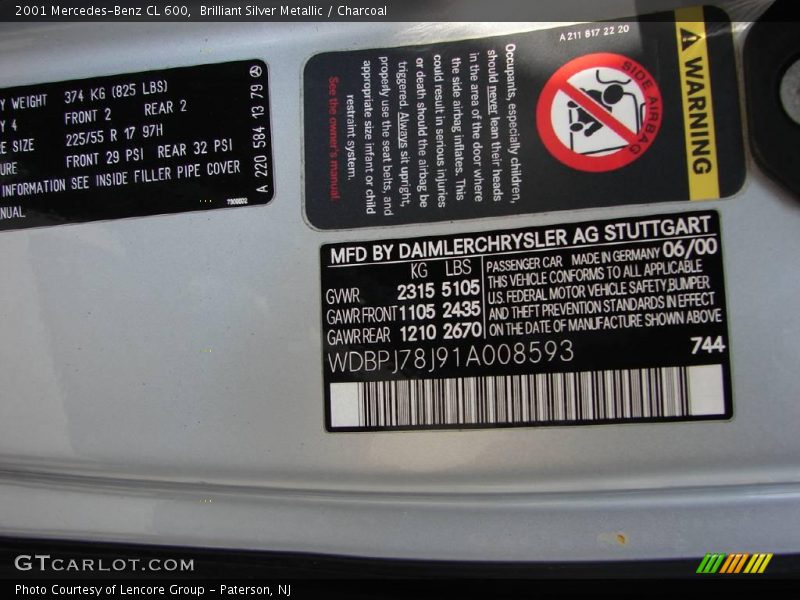 2001 Mercedes-Benz CL 600,  Brilliant Silver Metallic / Charcoal
Y WEIGHT 374 KG (825 LBS)
Y 4 FRONT 2 REAR 2
E SIZE 225/55 R 17 97H
URE FRONT 29 PSI REAR 32 PSI
INFORMATION SEE INSIDE FILLER PIPE COVER
NUAL
A 220 584 13 79
Occupants, especially children,
should never lean their heads
in the area of the door where
the side airbag inflates. This
could result in serious injuries
or death should the airbag be
triggered. Always sit upright,
properly use the seat belts, and
appropriate size infant or child
restraint system.
See the owner's manual.
A 211 817 22 20
SIDE AIRBAG
WARNING
MFD BY DAIMLERCHRYSLER AG STUTTGART
KG LBS
GVWR 2315 5105
GAWR FRONT 1105 2435
GAWR REAR 1210 2670
PASSENGER CAR MADE IN GERMANY 06/00
THIS VEHICLE CONFORMS TO ALL APPLICABLE
U.S. FEDERAL MOTOR VEHICLE SAFETY, BUMPER
AND THEFT PREVENTION STANDARDS IN EFFECT
ON THE DATE OF MANUFACTURE SHOWN ABOVE
WDBPJ78J91A008593
744
GTCARLOT.COM
Photo Courtesy of Lencore Group - Paterson, NJ